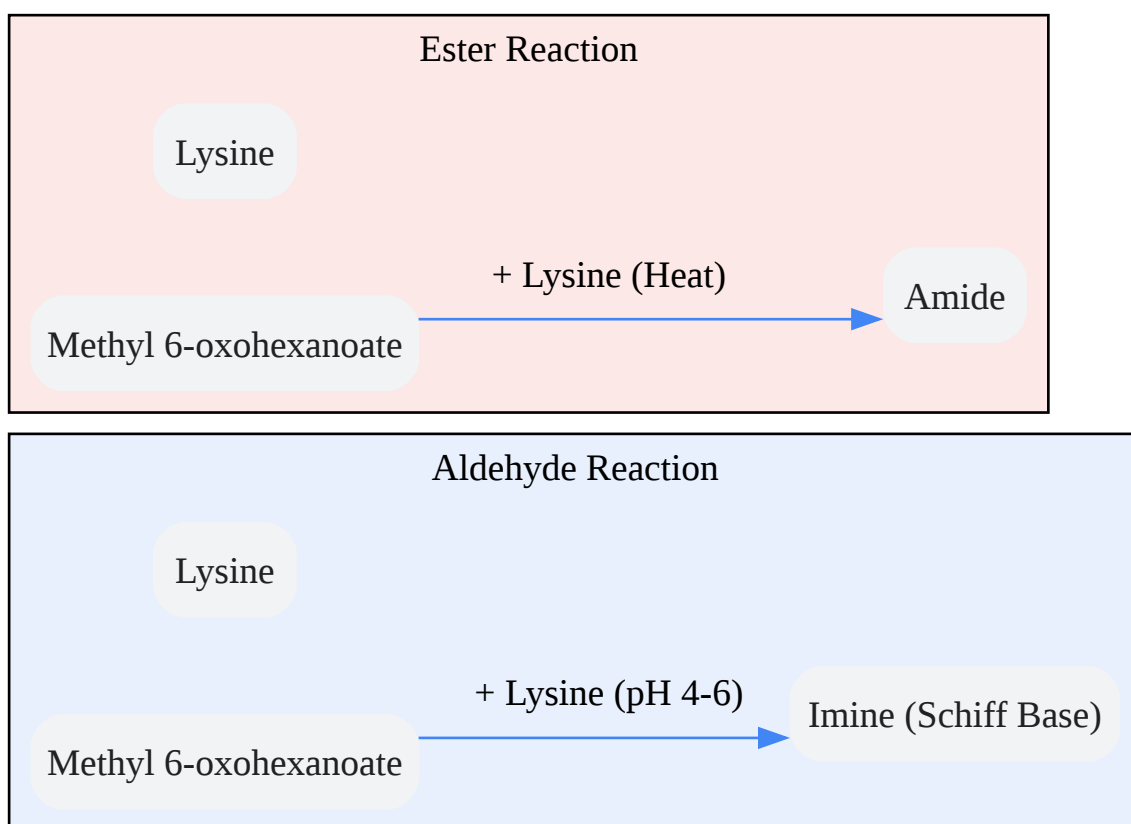 Ester Reaction
Lysine
+ Lysine (Heat)
Amide
Methyl 6-oxohexanoate
Aldehyde Reaction
Lysine
+ Lysine (pH 4-6)
Imine (Schiff Base)
Methyl 6-oxohexanoate